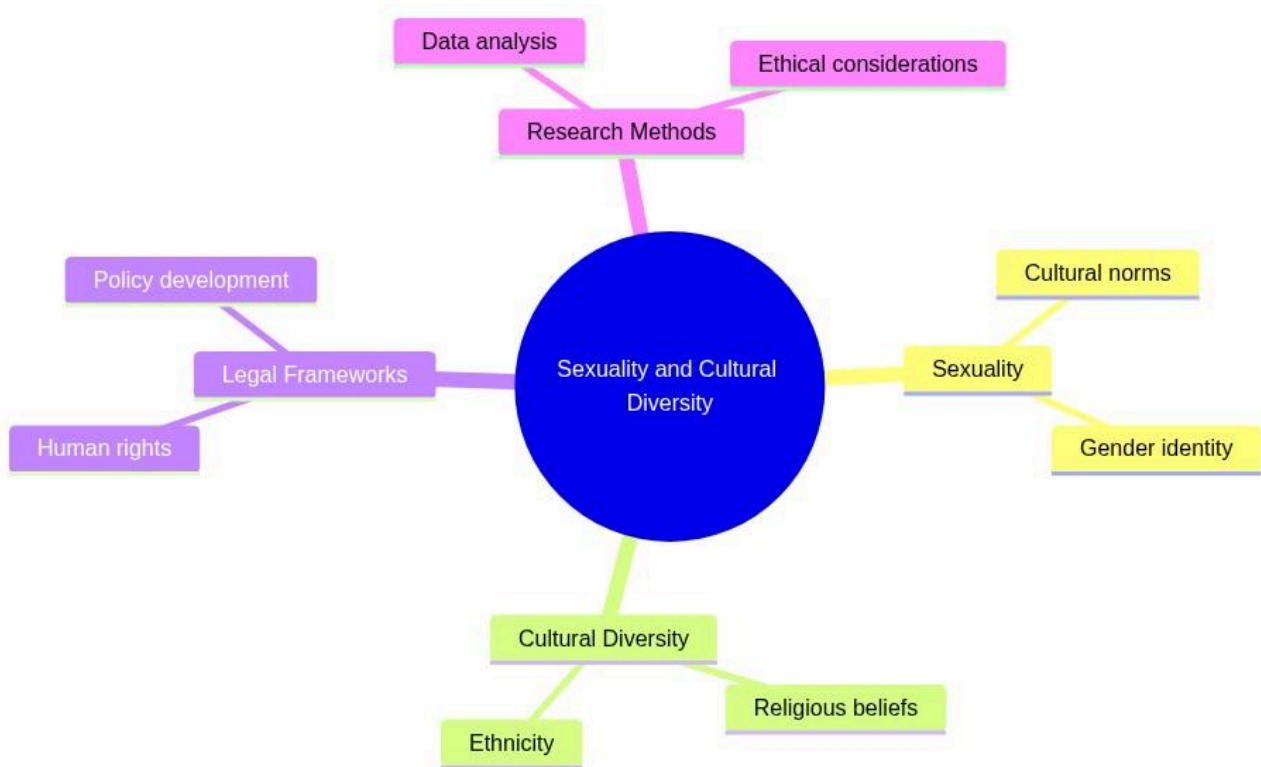 Data analysis
Ethical considerations
Research Methods
Policy development
Legal Frameworks
Human rights
Sexuality and Cultural
Diversity
Cultural norms
Sexuality
Gender identity
Cultural Diversity
Religious beliefs
Ethnicity